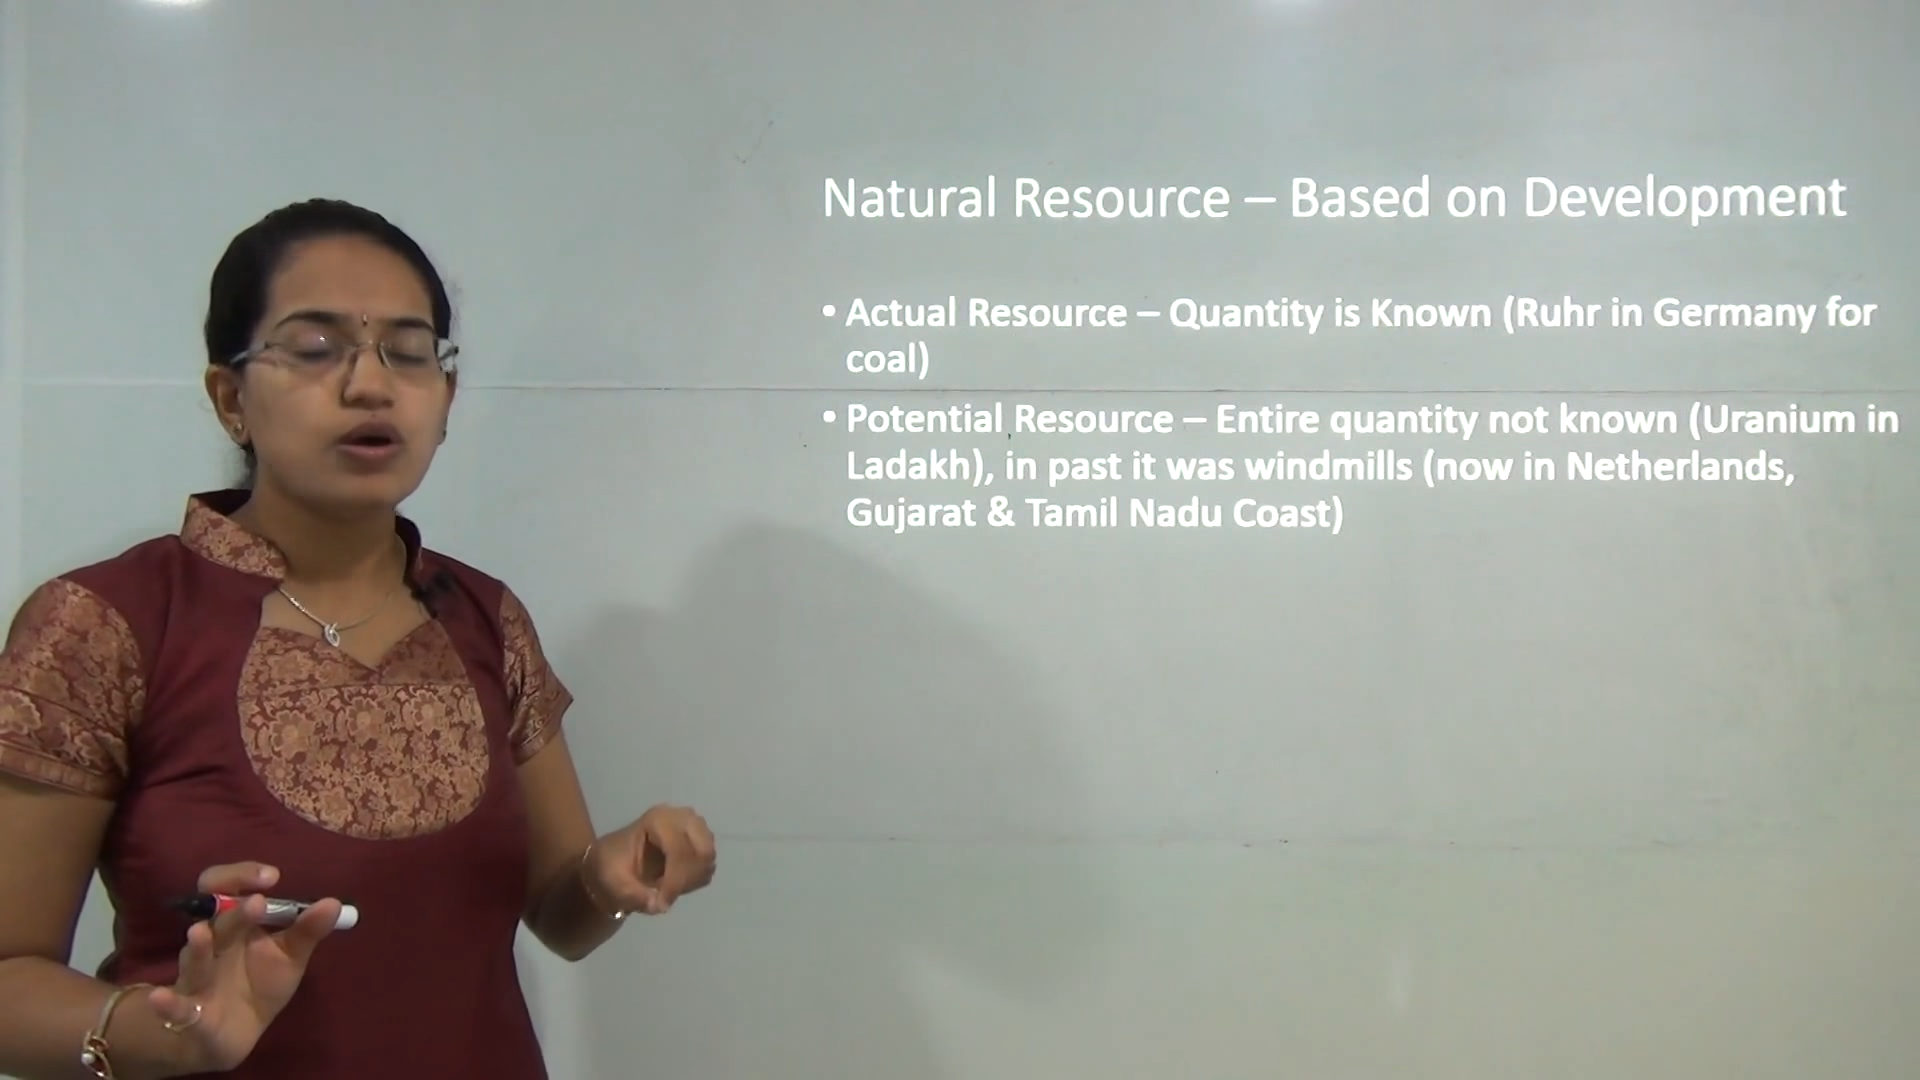 Natural Resource – Based on Development
• Actual Resource – Quantity is Known (Ruhr in Germany for
coal)
• Potential Resource – Entire quantity not known (Uranium in
Ladakh), in past it was windmills (now in Netherlands,
Gujarat & Tamil Nadu Coast)